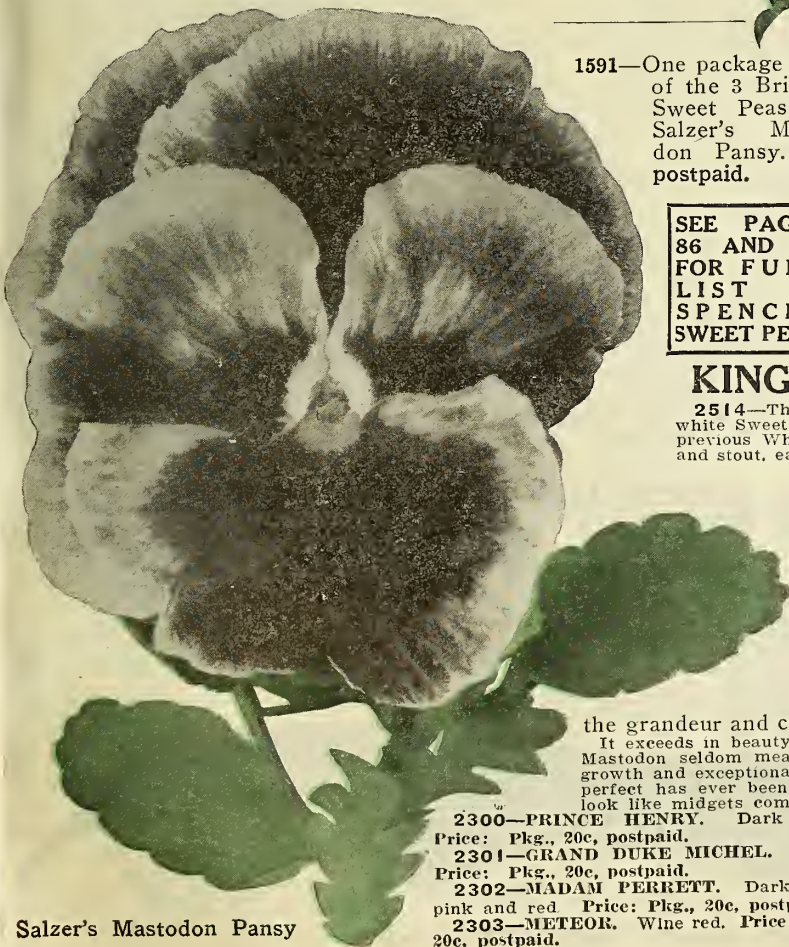 1591—One package
of the 3 Bri
Sweet Peas
Salzer's M
don Pansy.
postpaid.
SEE PAG
86 AND
FOR FUL
LIST
SPENC
SWEET PE
KING
2514—Th
white Sweet
previous Wh
and stout, ea
the grandeur and c
It exceeds in beauty
Mastodon seldom mea
growth and exceptiona
perfect has ever been
look like midgets com
2300—PRINCE HENRY. Dark
Price: Pkg., 20c, postpaid.
2301—GRAND DUKE MICHEL.
Price: Pkg., 20c, postpaid.
2302—MADAM PERRETT. Dark
pink and red. Price: Pkg., 20c, postp
2303—METEOR. Wine red. Price
20c, postpaid.
Salzer's Mastodon Pansy